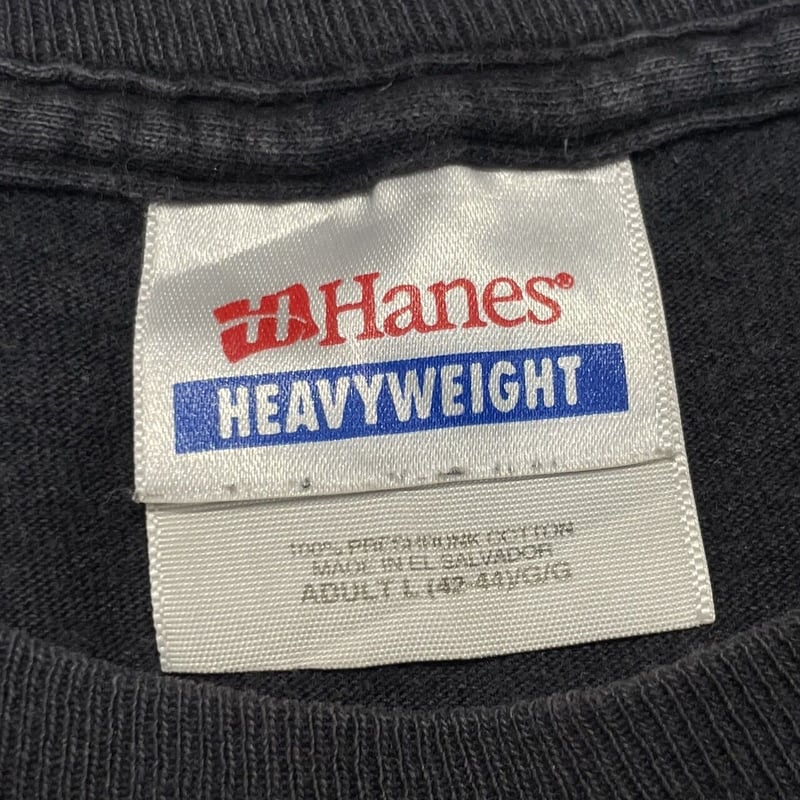 Hanes®
HEAVYWEIGHT
100% PRESHRUNK COTTON
MADE IN EL SALVADOR
ADULT L (42-44)/G/G